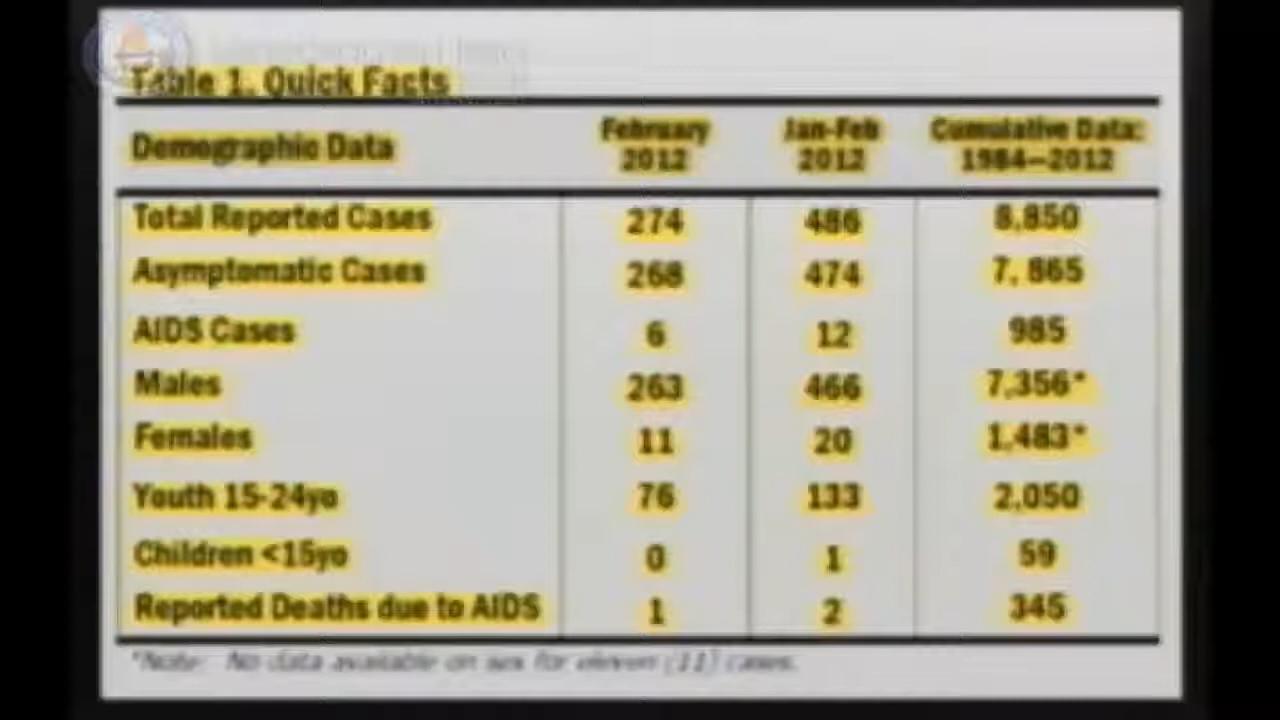 Table 1. Quick Facts
Demographic Data February 2012 Jan-Feb 2012 Cumulative Data: 1984—2012
Total Reported Cases 274 486 8,850
Asymptomatic Cases 268 474 7, 865
AIDS Cases 6 12 985
Males 263 466 7,356*
Females 11 20 1,483*
Youth 15-24yo 76 133 2,050
Children <15yo 0 1 59
Reported Deaths due to AIDS 1 2 345
*Note: No data available on sex for eleven (11) cases.